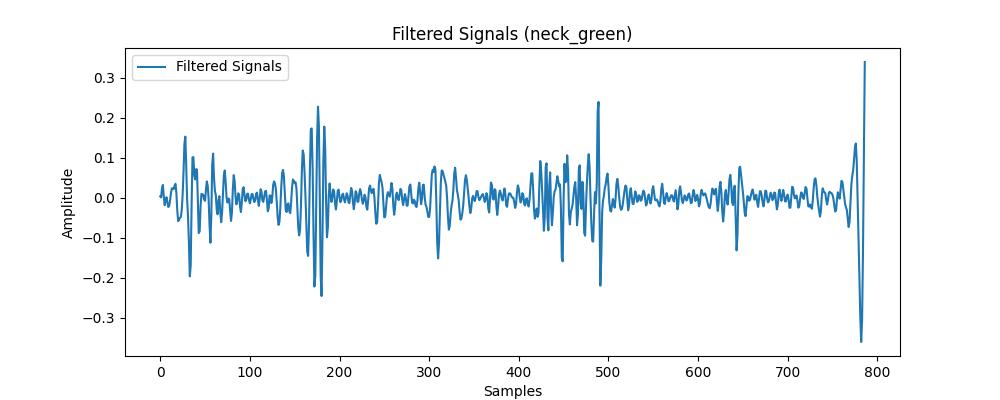 Filtered Signals (neck_green)
Filtered Signals
0.3
0.2
0.1
0.0
−0.1
−0.2
−0.3
Amplitude
0 100 200 300 400 500 600 700 800
Samples